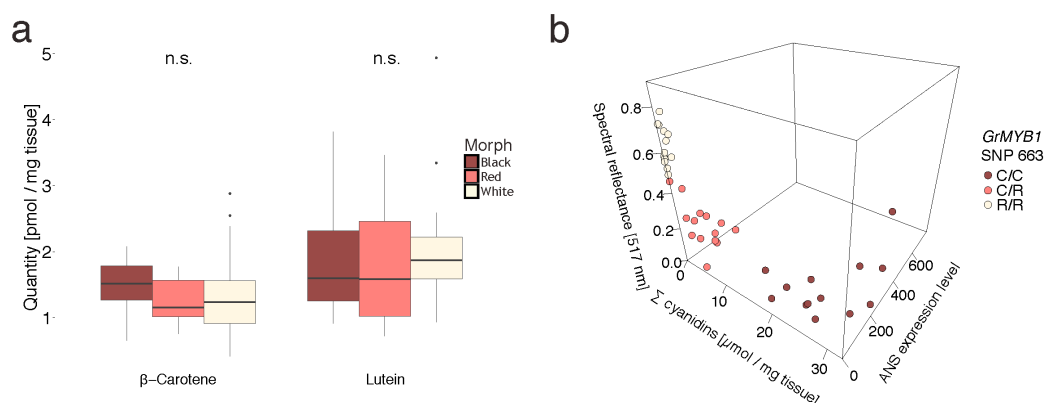 a
Quantity [pmol / mg tissue]
5
4
3
2
1
n.s.
n.s.
β−Carotene
Lutein
Morph
Black
Red
White
b
Spectral reflectance [517 nm]
0.8
0.6
0.4
0.2
0.0
∑ cyanidins [μmol / mg tissue]
0
10
20
30
ANS expression level
0
200
400
600
GrMYB1
SNP 663
C/C
C/R
R/R